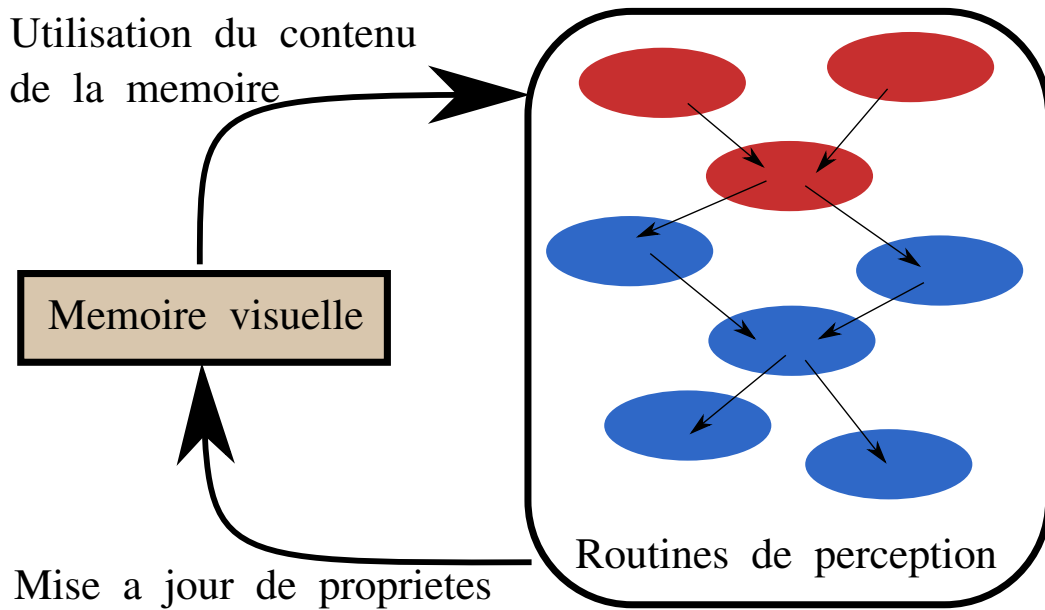 Utilisation du contenu
de la memoire
Memoire visuelle
Mise a jour de proprietes
Routines de perception